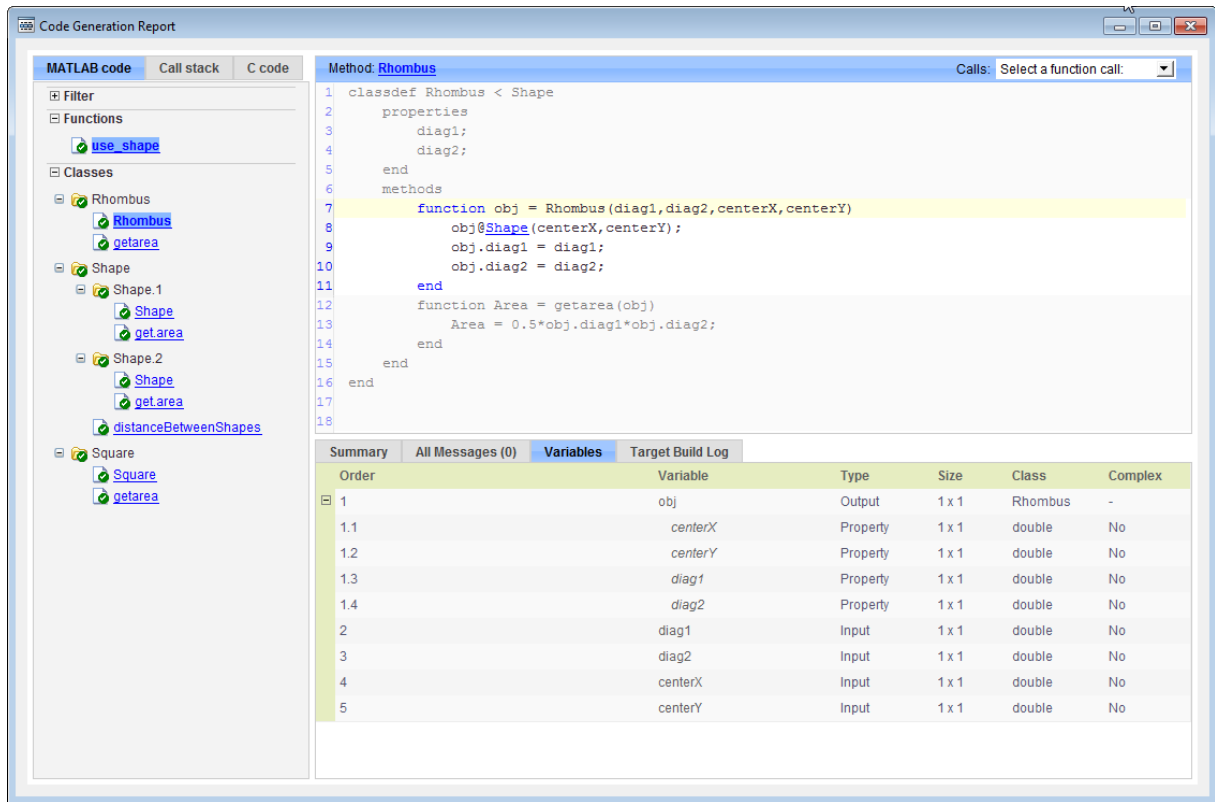 Code Generation Report
MATLAB code Call stack C code
Filter
Functions
use_shape
Classes
Rhombus
Rhombus
getarea
Shape
Shape.1
Shape
get.area
Shape.2
Shape
get.area
distanceBetweenShapes
Square
Square
getarea
Method: Rhombus Calls: Select a function call:
1 classdef Rhombus < Shape
2 properties
3 diag1;
4 diag2;
5 end
6 methods
7 function obj = Rhombus(diag1,diag2,centerX,centerY)
8 obj@Shape(centerX,centerY);
9 obj.diag1 = diag1;
10 obj.diag2 = diag2;
11 end
12 function Area = getarea(obj)
13 Area = 0.5*obj.diag1*obj.diag2;
14 end
15 end
16 end
17
18
Summary All Messages (0) Variables Target Build Log
Order Variable Type Size Class Complex
1 obj Output 1 x 1 Rhombus -
1.1 centerX Property 1 x 1 double No
1.2 centerY Property 1 x 1 double No
1.3 diag1 Property 1 x 1 double No
1.4 diag2 Property 1 x 1 double No
2 diag1 Input 1 x 1 double No
3 diag2 Input 1 x 1 double No
4 centerX Input 1 x 1 double No
5 centerY Input 1 x 1 double No